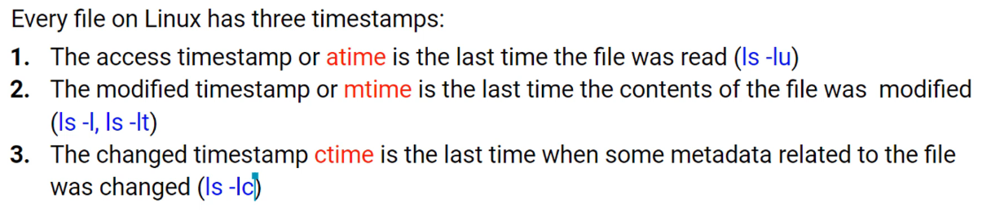 Every file on Linux has three timestamps:
1. The access timestamp or atime is the last time the file was read (ls -lu)
2. The modified timestamp or mtime is the last time the contents of the file was  modified
(ls -l, ls -lt)
3. The changed timestamp ctime is the last time when some metadata related to the file
was changed (ls -lc)